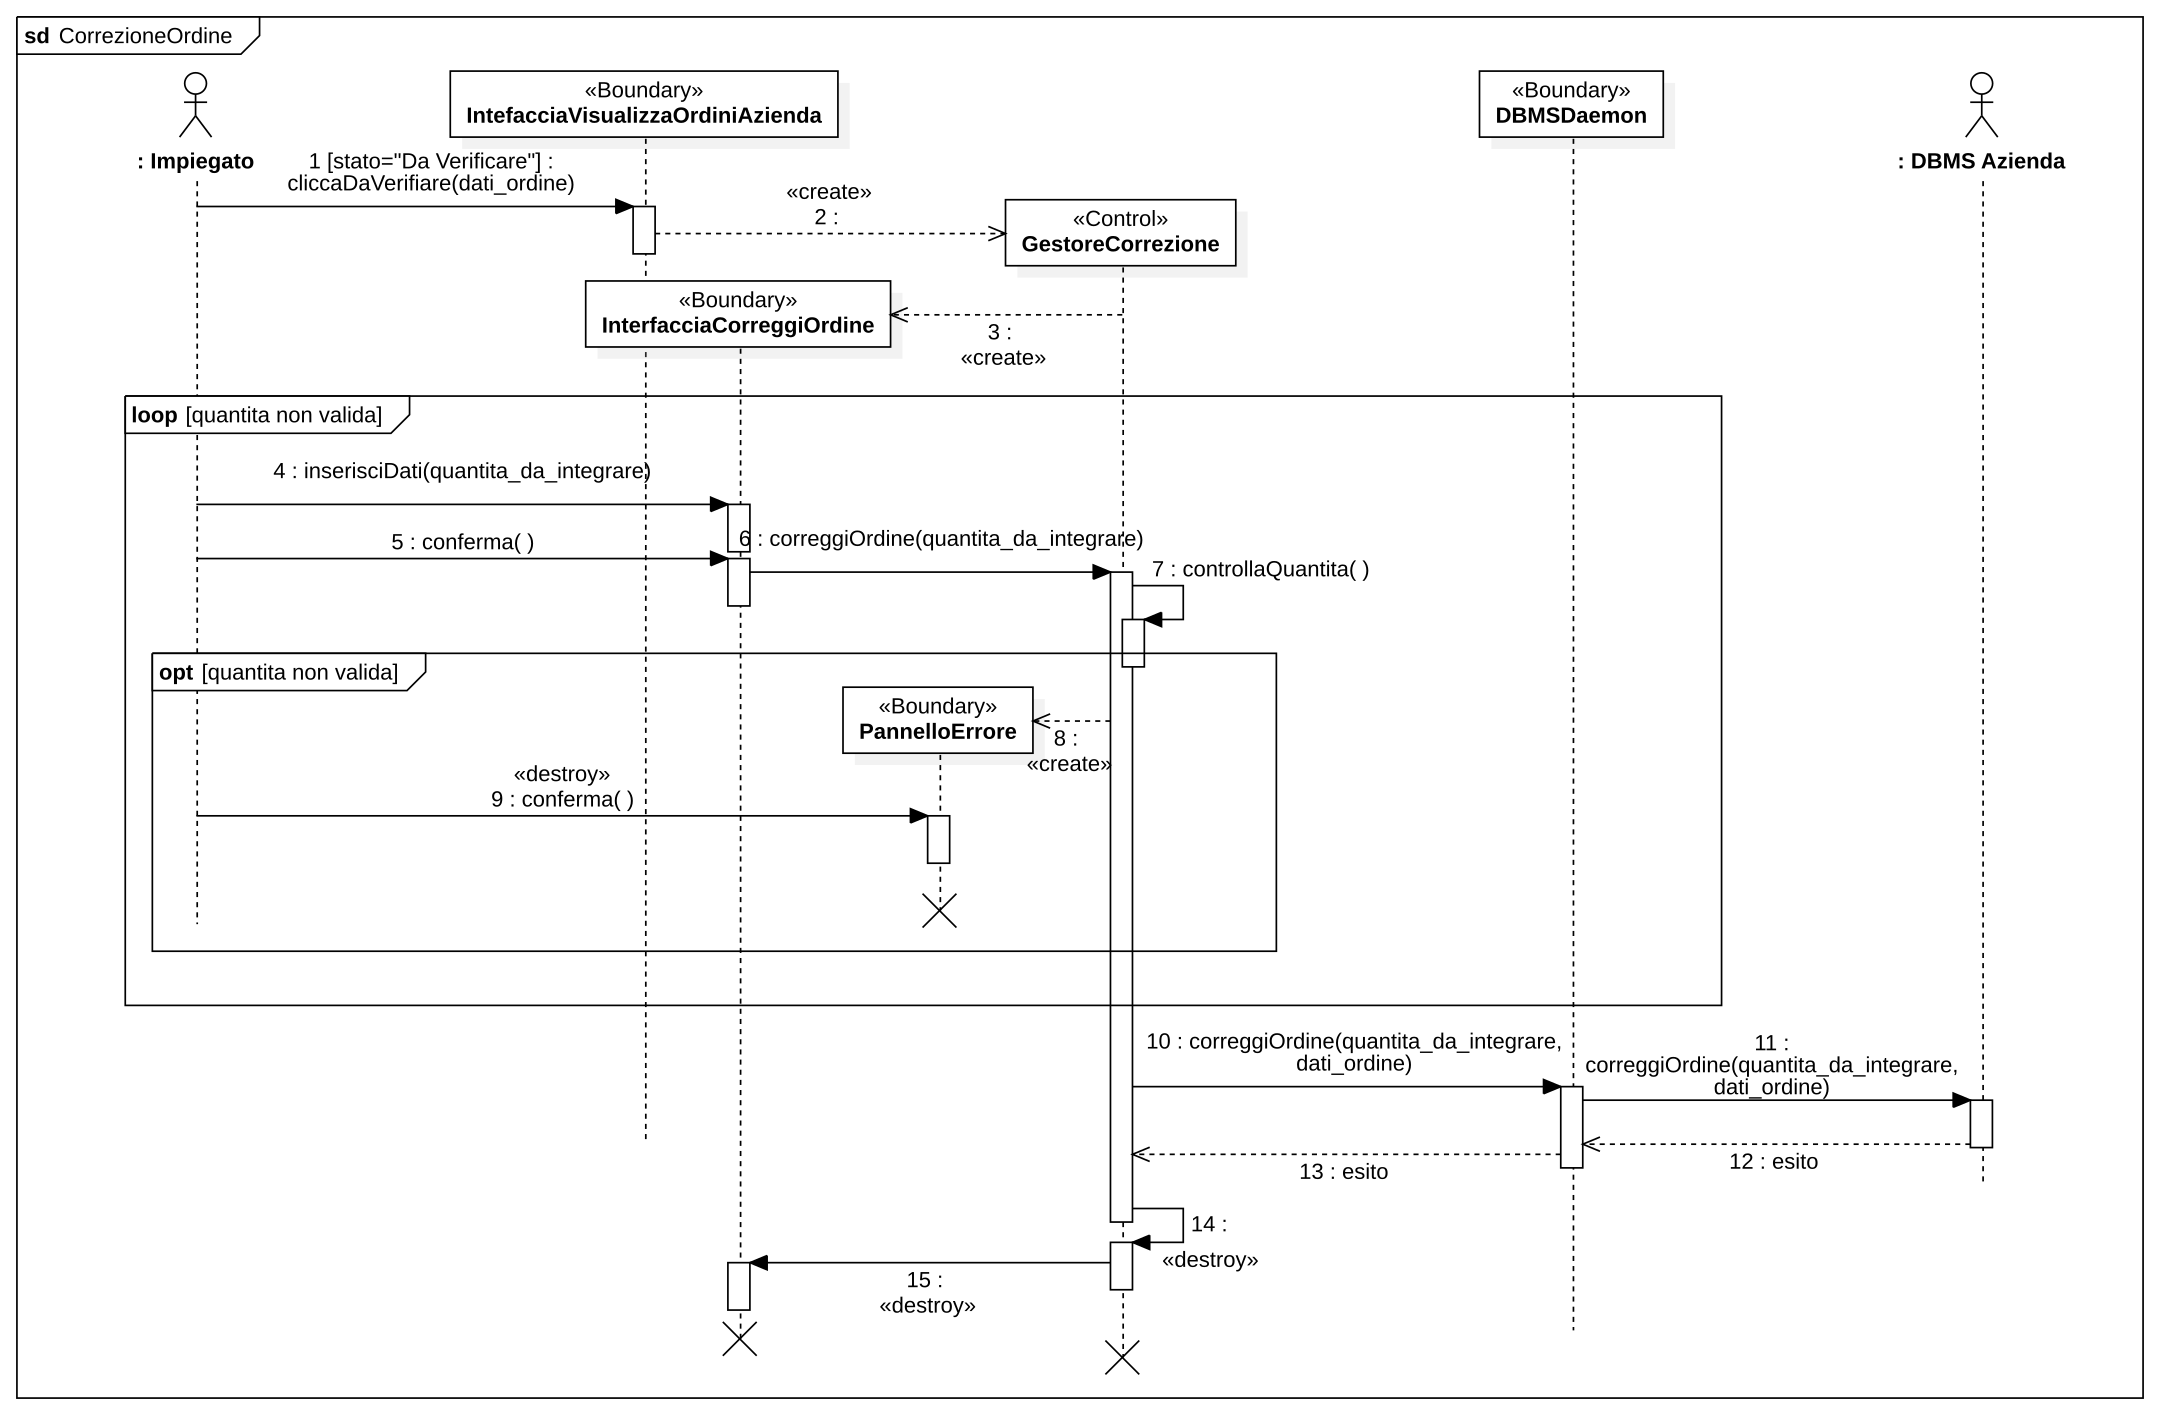 sd CorrezioneOrdine
«Boundary»
IntefacciaVisualizzaOrdiniAzienda
«Boundary»
DBMSDaemon
: Impiegato
: DBMS Azienda
1 [stato="Da Verificare"] :
cliccaDaVerifiare(dati_ordine)
«create»
2 :
«Control»
GestoreCorrezione
«Boundary»
InterfacciaCorreggiOrdine
3 :
«create»
loop [quantita non valida]
4 : inserisciDati(quantita_da_integrare)
5 : conferma( )
6 : correggiOrdine(quantita_da_integrare)
7 : controllaQuantita( )
opt [quantita non valida]
«Boundary»
PannelloErrore
8 :
«create»
«destroy»
9 : conferma( )
10 : correggiOrdine(quantita_da_integrare,
dati_ordine)
11 :
correggiOrdine(quantita_da_integrare,
dati_ordine)
12 : esito
13 : esito
14 :
«destroy»
15 :
«destroy»